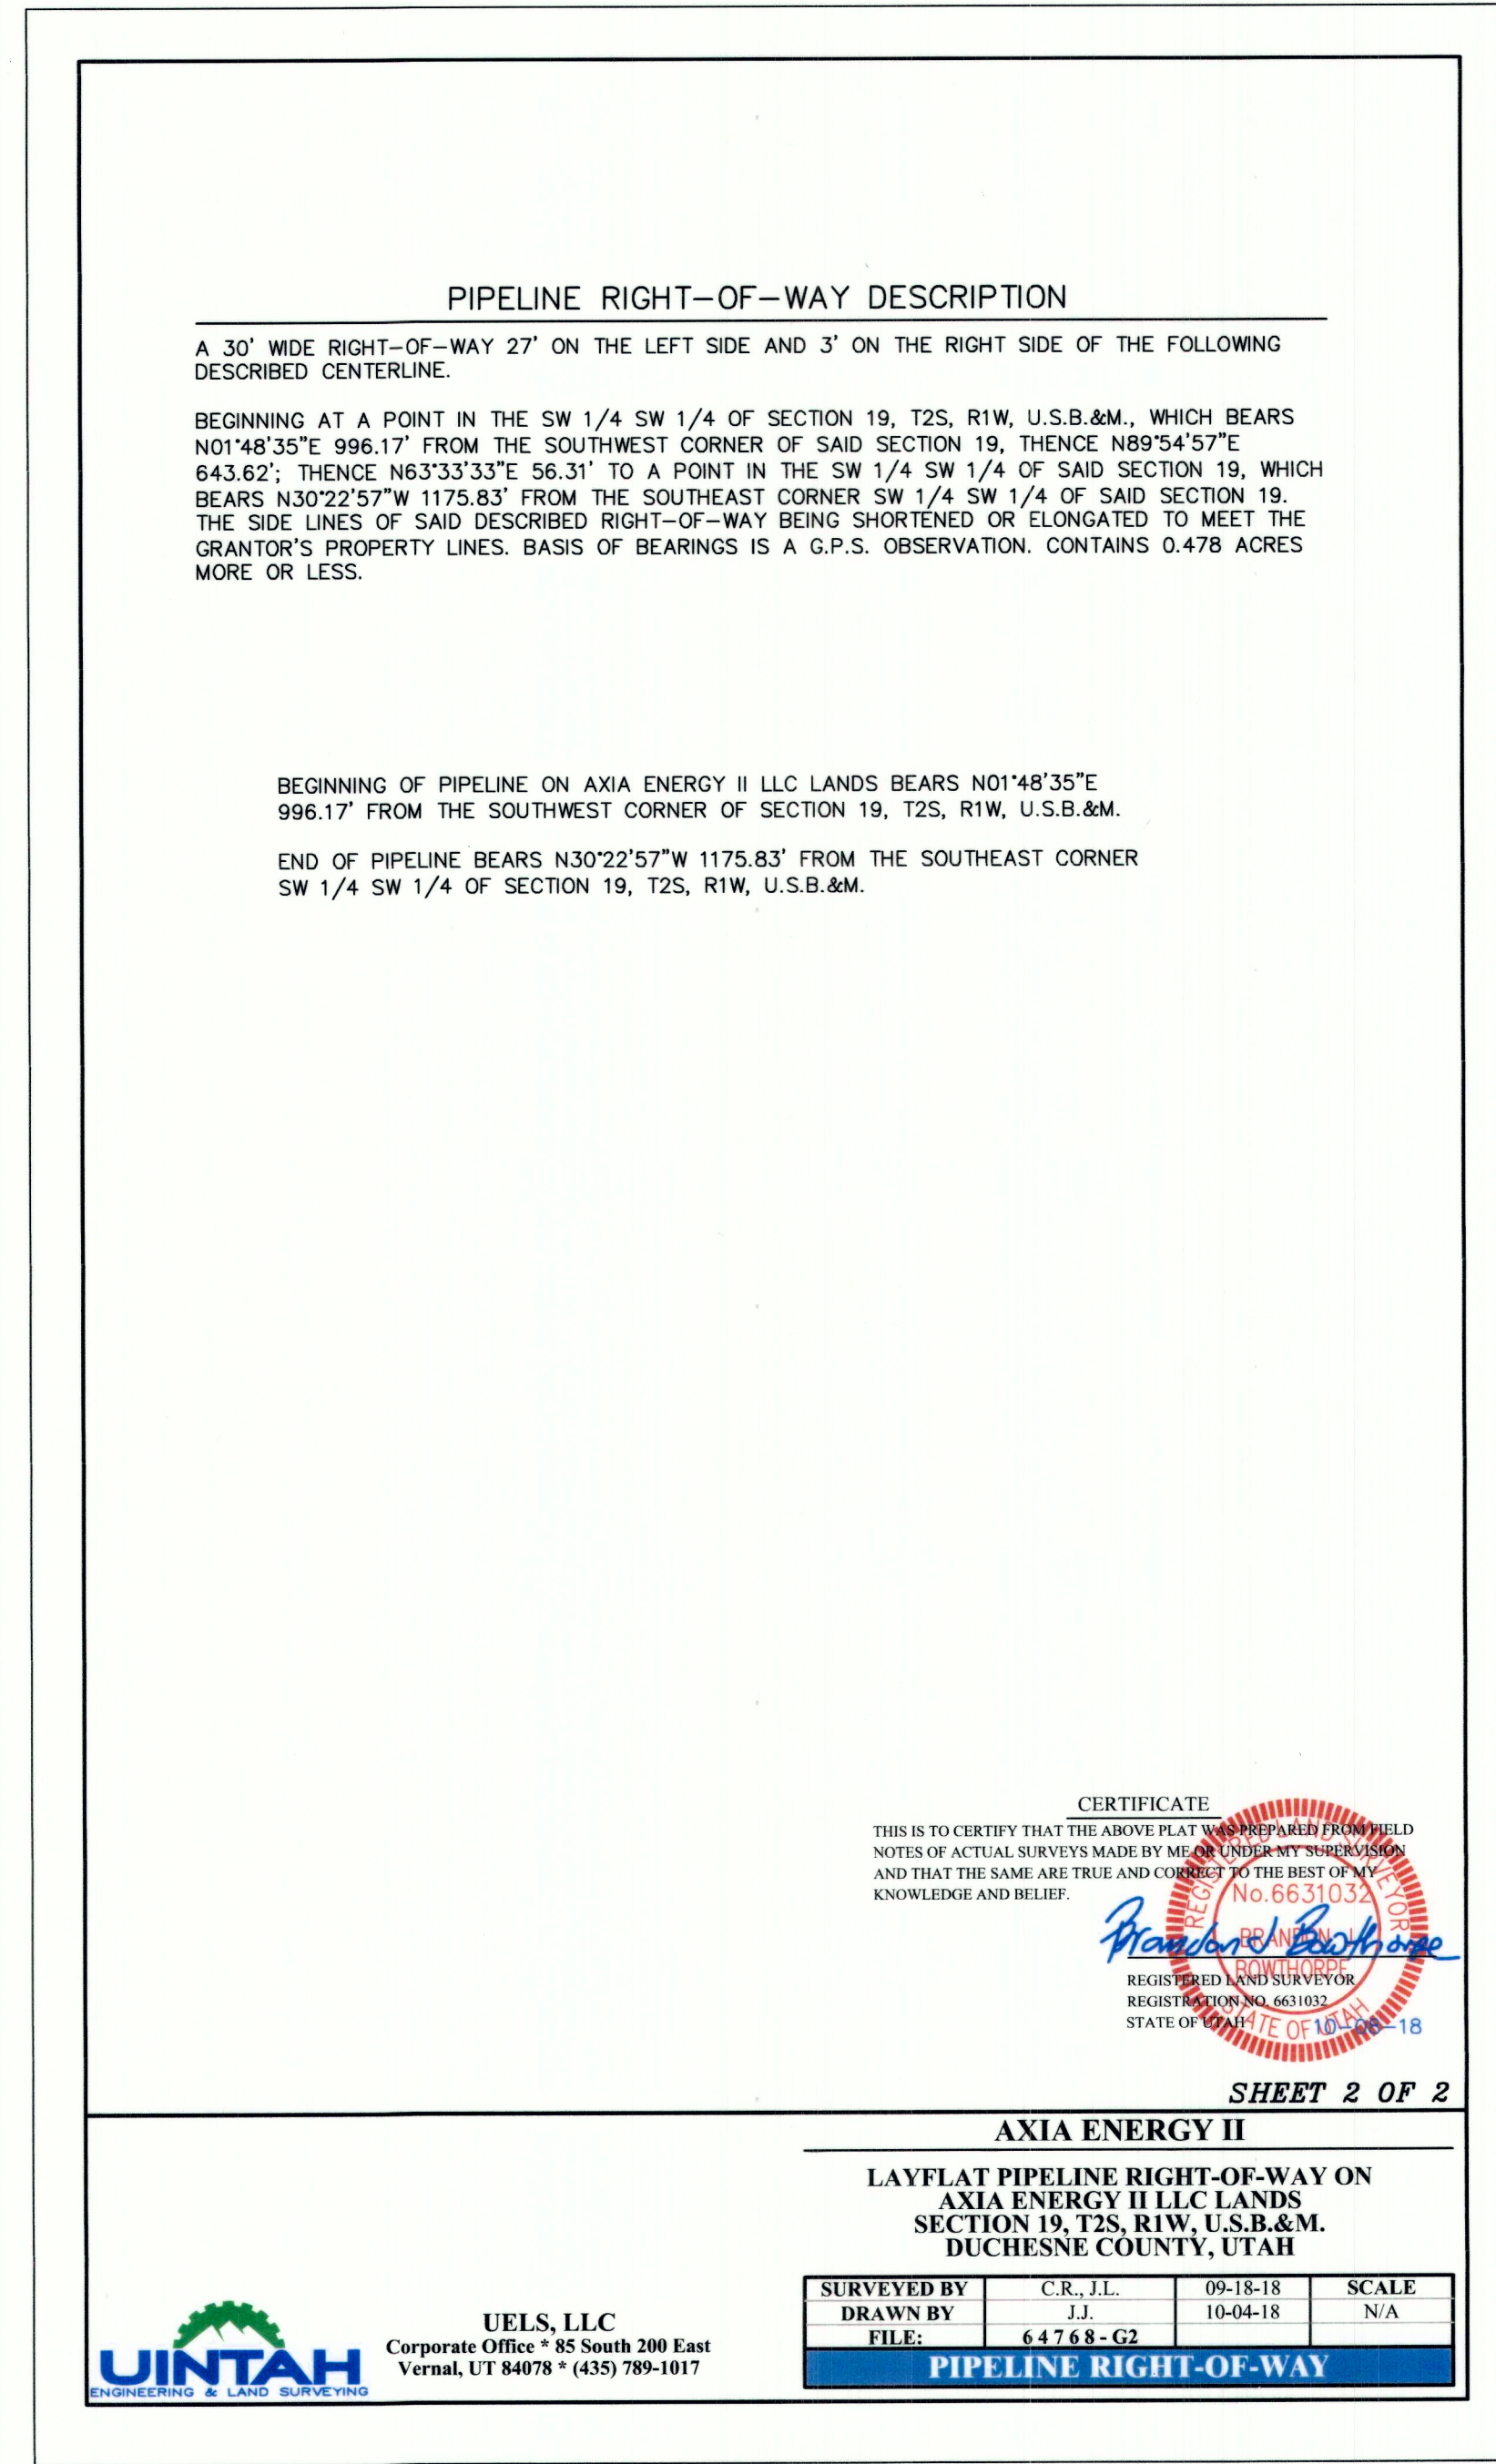 PIPELINE RIGHT-OF-WAY DESCRIPTION
A 30' WIDE RIGHT-OF-WAY 27' ON THE LEFT SIDE AND 3' ON THE RIGHT SIDE OF THE FOLLOWING
DESCRIBED CENTERLINE.
BEGINNING AT A POINT IN THE SW 1/4 SW 1/4 OF SECTION 19, T2S, R1W, U.S.B.&M., WHICH BEARS
N01°48'35"E 996.17' FROM THE SOUTHWEST CORNER OF SAID SECTION 19, THENCE N89°54'57"E
643.62'; THENCE N63°33'33"E 56.31' TO A POINT IN THE SW 1/4 SW 1/4 OF SAID SECTION 19, WHICH
BEARS N30°22'57"W 1175.83' FROM THE SOUTHEAST CORNER SW 1/4 SW 1/4 OF SAID SECTION 19.
THE SIDE LINES OF SAID DESCRIBED RIGHT-OF-WAY BEING SHORTENED OR ELONGATED TO MEET THE
GRANTOR'S PROPERTY LINES. BASIS OF BEARINGS IS A G.P.S. OBSERVATION. CONTAINS 0.478 ACRES
MORE OR LESS.
BEGINNING OF PIPELINE ON AXIA ENERGY II LLC LANDS BEARS N01°48'35"E
996.17' FROM THE SOUTHWEST CORNER OF SECTION 19, T2S, R1W, U.S.B.&M.
END OF PIPELINE BEARS N30°22'57"W 1175.83' FROM THE SOUTHEAST CORNER
SW 1/4 SW 1/4 OF SECTION 19, T2S, R1W, U.S.B.&M.
CERTIFICATE
THIS IS TO CERTIFY THAT THE ABOVE PLAT WAS PREPARED FROM FIELD
NOTES OF ACTUAL SURVEYS MADE BY ME OR UNDER MY SUPERVISION
AND THAT THE SAME ARE TRUE AND CORRECT TO THE BEST OF MY
KNOWLEDGE AND BELIEF.
REGISTERED LAND SURVEYOR
No.6631032
BRANDON J.
BOWTHORPE
STATE OF UTAH
Brandon J Bowthorpe
REGISTERED LAND SURVEYOR
REGISTRATION NO. 6631032
STATE OF UTAH
10-08-18
SHEET 2 OF 2
AXIA ENERGY II
LAYFLAT PIPELINE RIGHT-OF-WAY ON
AXIA ENERGY II LLC LANDS
SECTION 19, T2S, R1W, U.S.B.&M.
DUCHESNE COUNTY, UTAH
SURVEYED BY C.R., J.L. 09-18-18 SCALE
DRAWN BY J.J. 10-04-18 N/A
FILE: 64768-G2
PIPELINE RIGHT-OF-WAY
UINTAH
ENGINEERING & LAND SURVEYING
UELS, LLC
Corporate Office * 85 South 200 East
Vernal, UT 84078 * (435) 789-1017